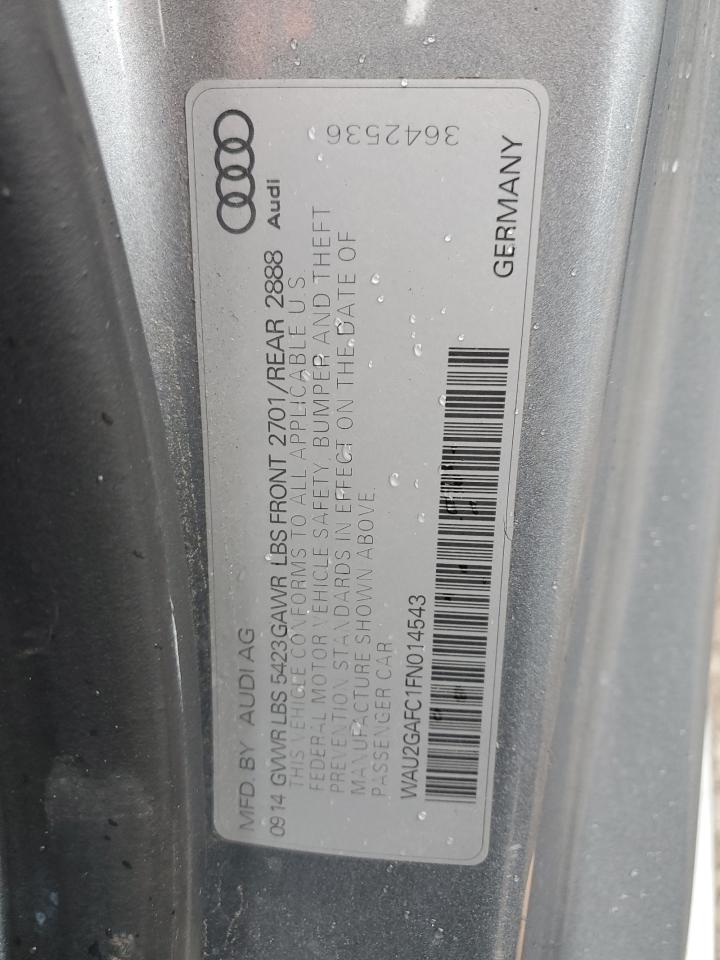 MFD. BY AUDI AG
0914 GVWR LBS 5423 GAWR LBS FRONT 2701/REAR 2888
THIS VEHICLE CONFORMS TO ALL APPLICABLE U S
FEDERAL MOTOR VEHICLE SAFETY, BUMPER AND THEFT
PREVENTION STANDARDS IN EFFECT ON THE DATE OF
MANUFACTURE SHOWN ABOVE.
PASSENGER CAR
WAU2GAFC1FN014543
Audi
3642536
GERMANY